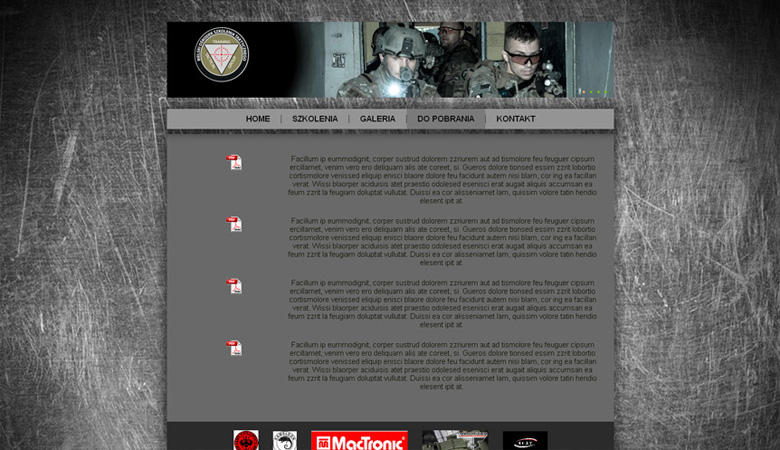 TRAINING
HOME
SZKOLENIA
GALERIA
DO POBRANIA
KONTAKT
Facillum ip eummodignit, corper sustrud dolorem zzriurem aut ad tismolore feu feuguer cipsum
ercillamet, venim vero ero deliquam alis ate coreet, si. Gueros dolore tionsed essim zzrit lobortio
cortismolore venissed eliquip enisci blaore dolore feu facidunt autem nisi blam, cor ing ea facillan
verat. Wissi blaorper aciduisis atet praestio odolesed esenisci erat augait aliquis accumsan ea
feum zzrit la feugiam doluptat vullutat. Duissi ea cor alisseniamet lam, quissim volore tatin hendio
elesent ipit at.
Facillum ip eummodignit, corper sustrud dolorem zzriurem aut ad tismolore feu feuguer cipsum
ercillamet, venim vero ero deliquam alis ate coreet, si. Gueros dolore tionsed essim zzrit lobortio
cortismolore venissed eliquip enisci blaore dolore feu facidunt autem nisi blam, cor ing ea facillan
verat. Wissi blaorper aciduisis atet praestio odolesed esenisci erat augait aliquis accumsan ea
feum zzrit la feugiam doluptat vullutat. Duissi ea cor alisseniamet lam, quissim volore tatin hendio
elesent ipit at.
Facillum ip eummodignit, corper sustrud dolorem zzriurem aut ad tismolore feu feuguer cipsum
ercillamet, venim vero ero deliquam alis ate coreet, si. Gueros dolore tionsed essim zzrit lobortio
cortismolore venissed eliquip enisci blaore dolore feu facidunt autem nisi blam, cor ing ea facillan
verat. Wissi blaorper aciduisis atet praestio odolesed esenisci erat augait aliquis accumsan ea
feum zzrit la feugiam doluptat vullutat. Duissi ea cor alisseniamet lam, quissim volore tatin hendio
elesent ipit at.
Facillum ip eummodignit, corper sustrud dolorem zzriurem aut ad tismolore feu feuguer cipsum
ercillamet, venim vero ero deliquam alis ate coreet, si. Gueros dolore tionsed essim zzrit lobortio
cortismolore venissed eliquip enisci blaore dolore feu facidunt autem nisi blam, cor ing ea facillan
verat. Wissi blaorper aciduisis atet praestio odolesed esenisci erat augait aliquis accumsan ea
feum zzrit la feugiam doluptat vullutat. Duissi ea cor alisseniamet lam, quissim volore tatin hendio
elesent ipit at.
MACTRONIC